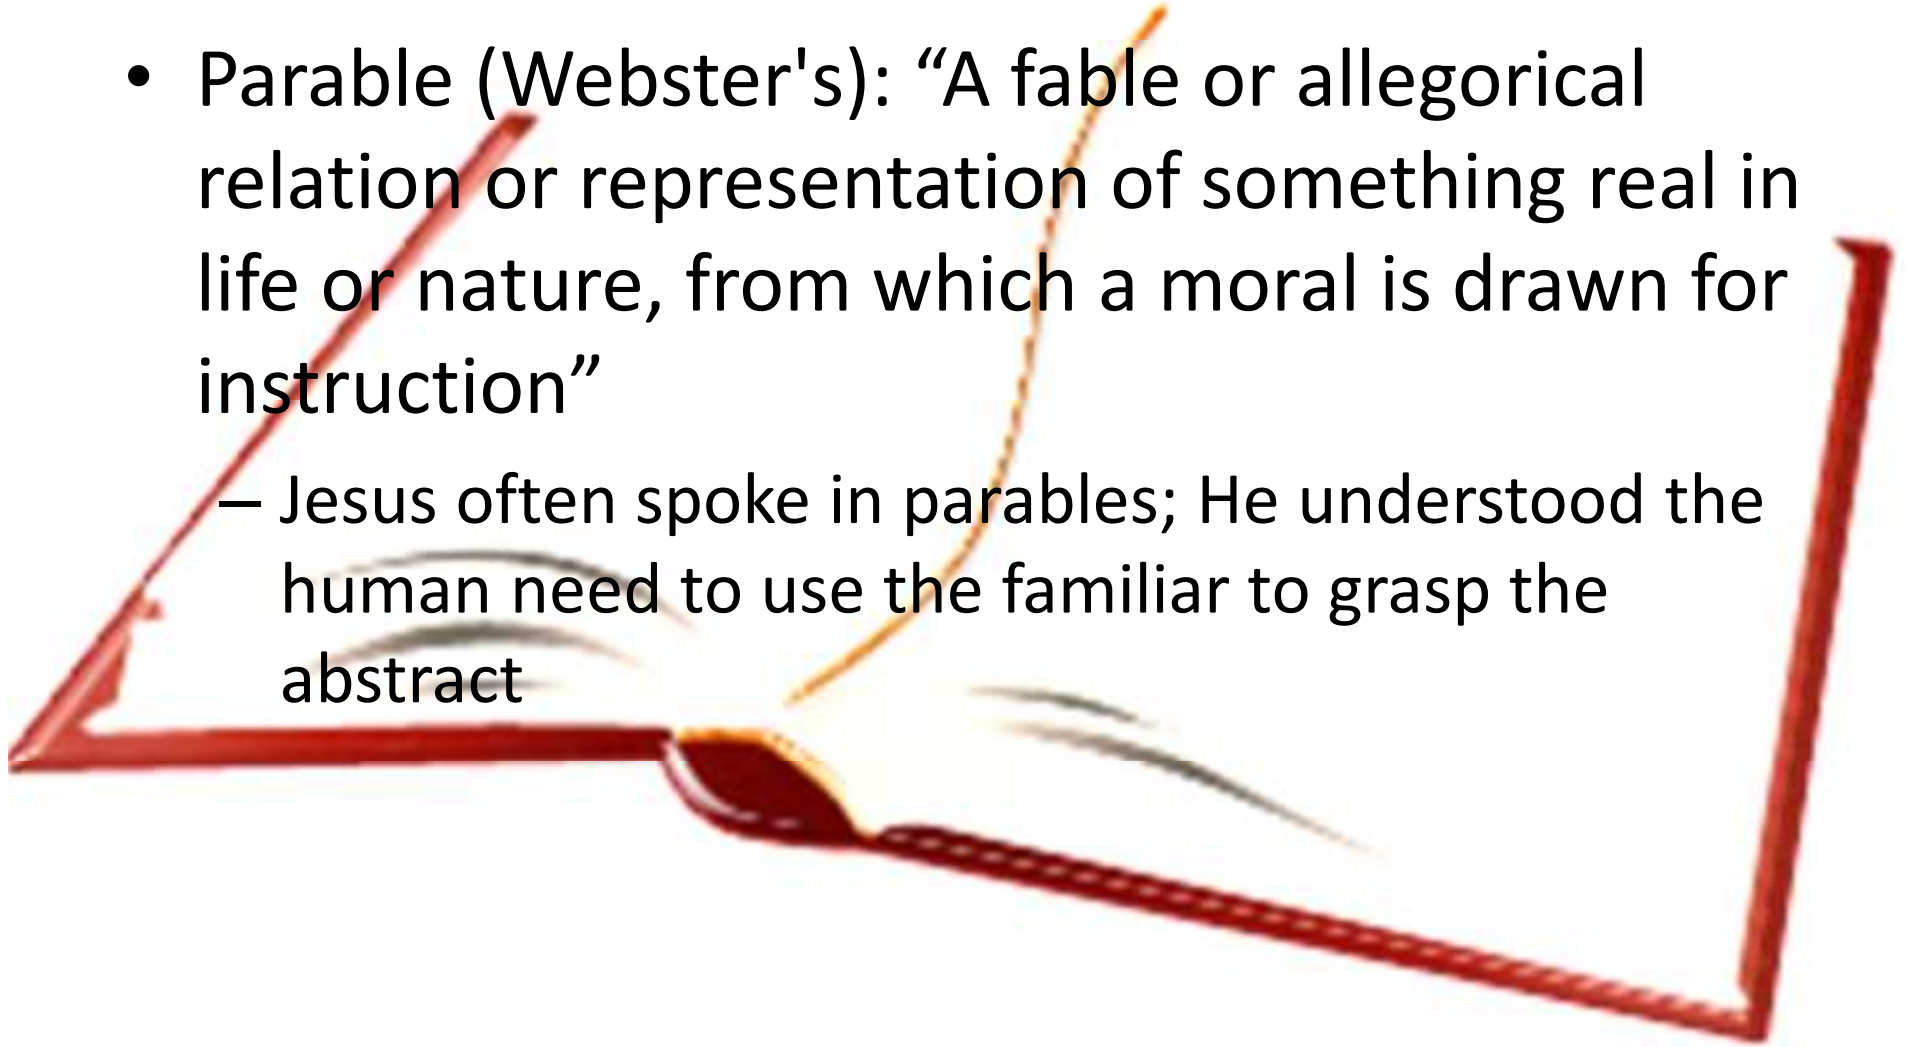 • Parable (Webster's): “A fable or allegorical
relation or representation of something real in
life or nature, from which a moral is drawn for
instruction”
– Jesus often spoke in parables; He understood the
human need to use the familiar to grasp the
abstract